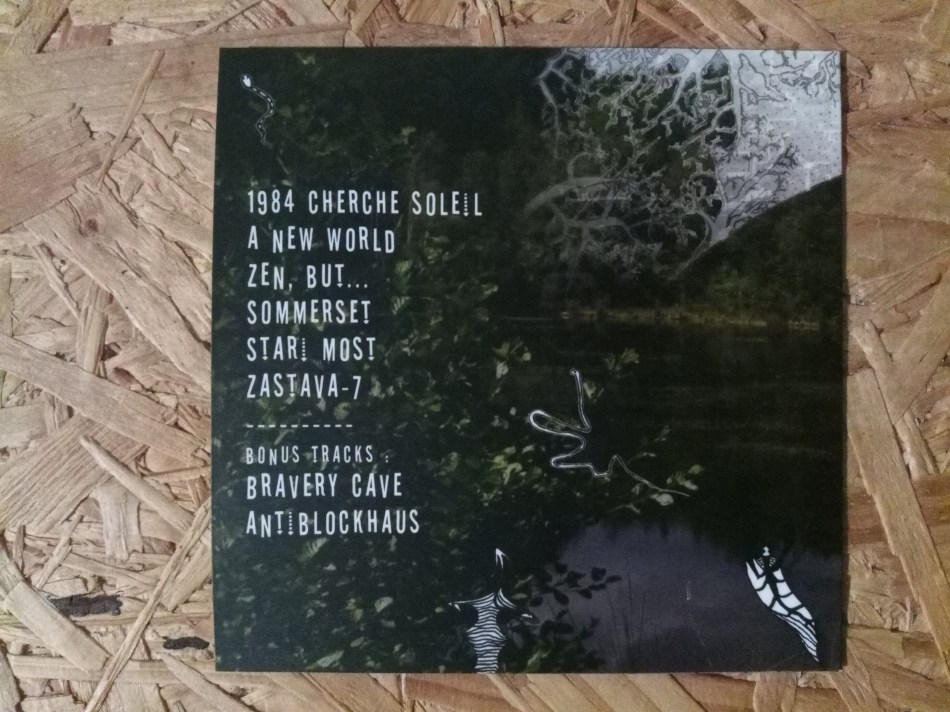 1984 CHERCHE SOLEIL
A NEW WORLD
ZEN, BUT...
SOMMERSET
STARI MOST
ZASTAVA-7
----------
BONUS TRACKS :
BRAVERY CAVE
ANTIBLOCKHAUS